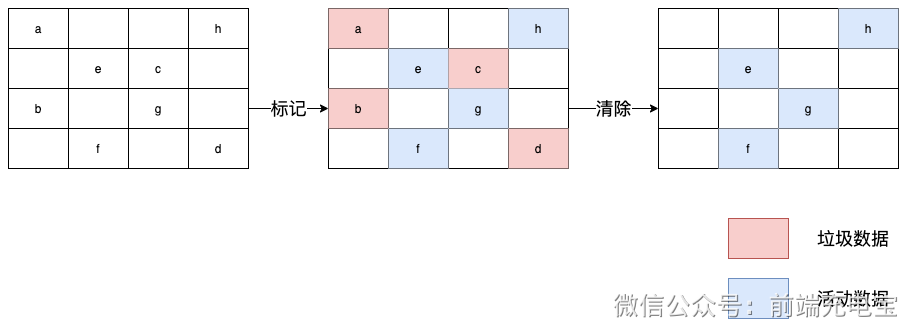 a h a h h
e c e c e
标记 清除
b g b g g
f d f d f
垃圾数据
活动数据
微信公众号：前端充电宝